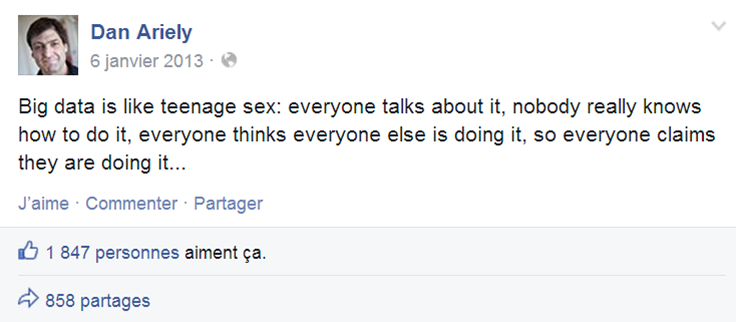 Dan Ariely
6 janvier 2013 ·
Big data is like teenage sex: everyone talks about it, nobody really knows
how to do it, everyone thinks everyone else is doing it, so everyone claims
they are doing it...
J’aime · Commenter · Partager
1 847 personnes aiment ça.
858 partages